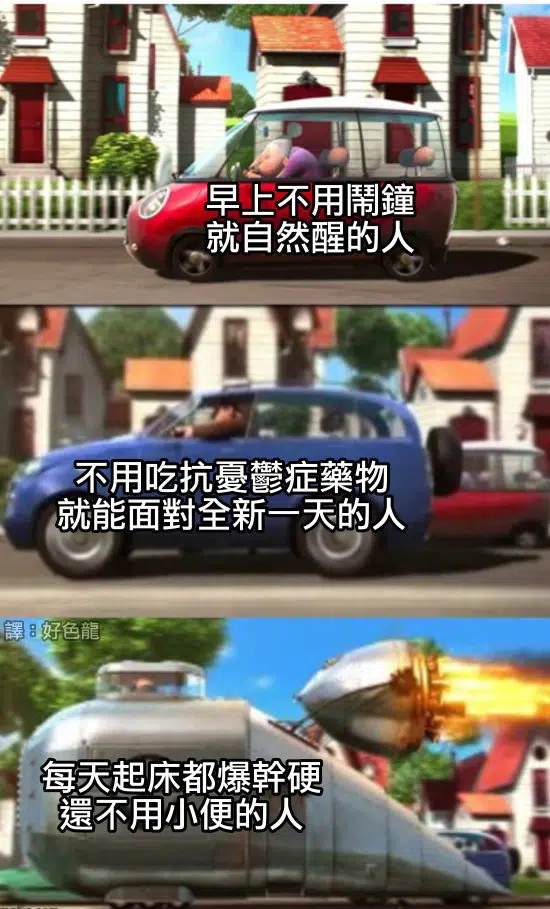 早上不用鬧鐘
就自然醒的人
不用吃抗憂鬱症藥物
就能面對全新一天的人
譯：好色龍
每天起床都爆幹硬
還不用小便的人